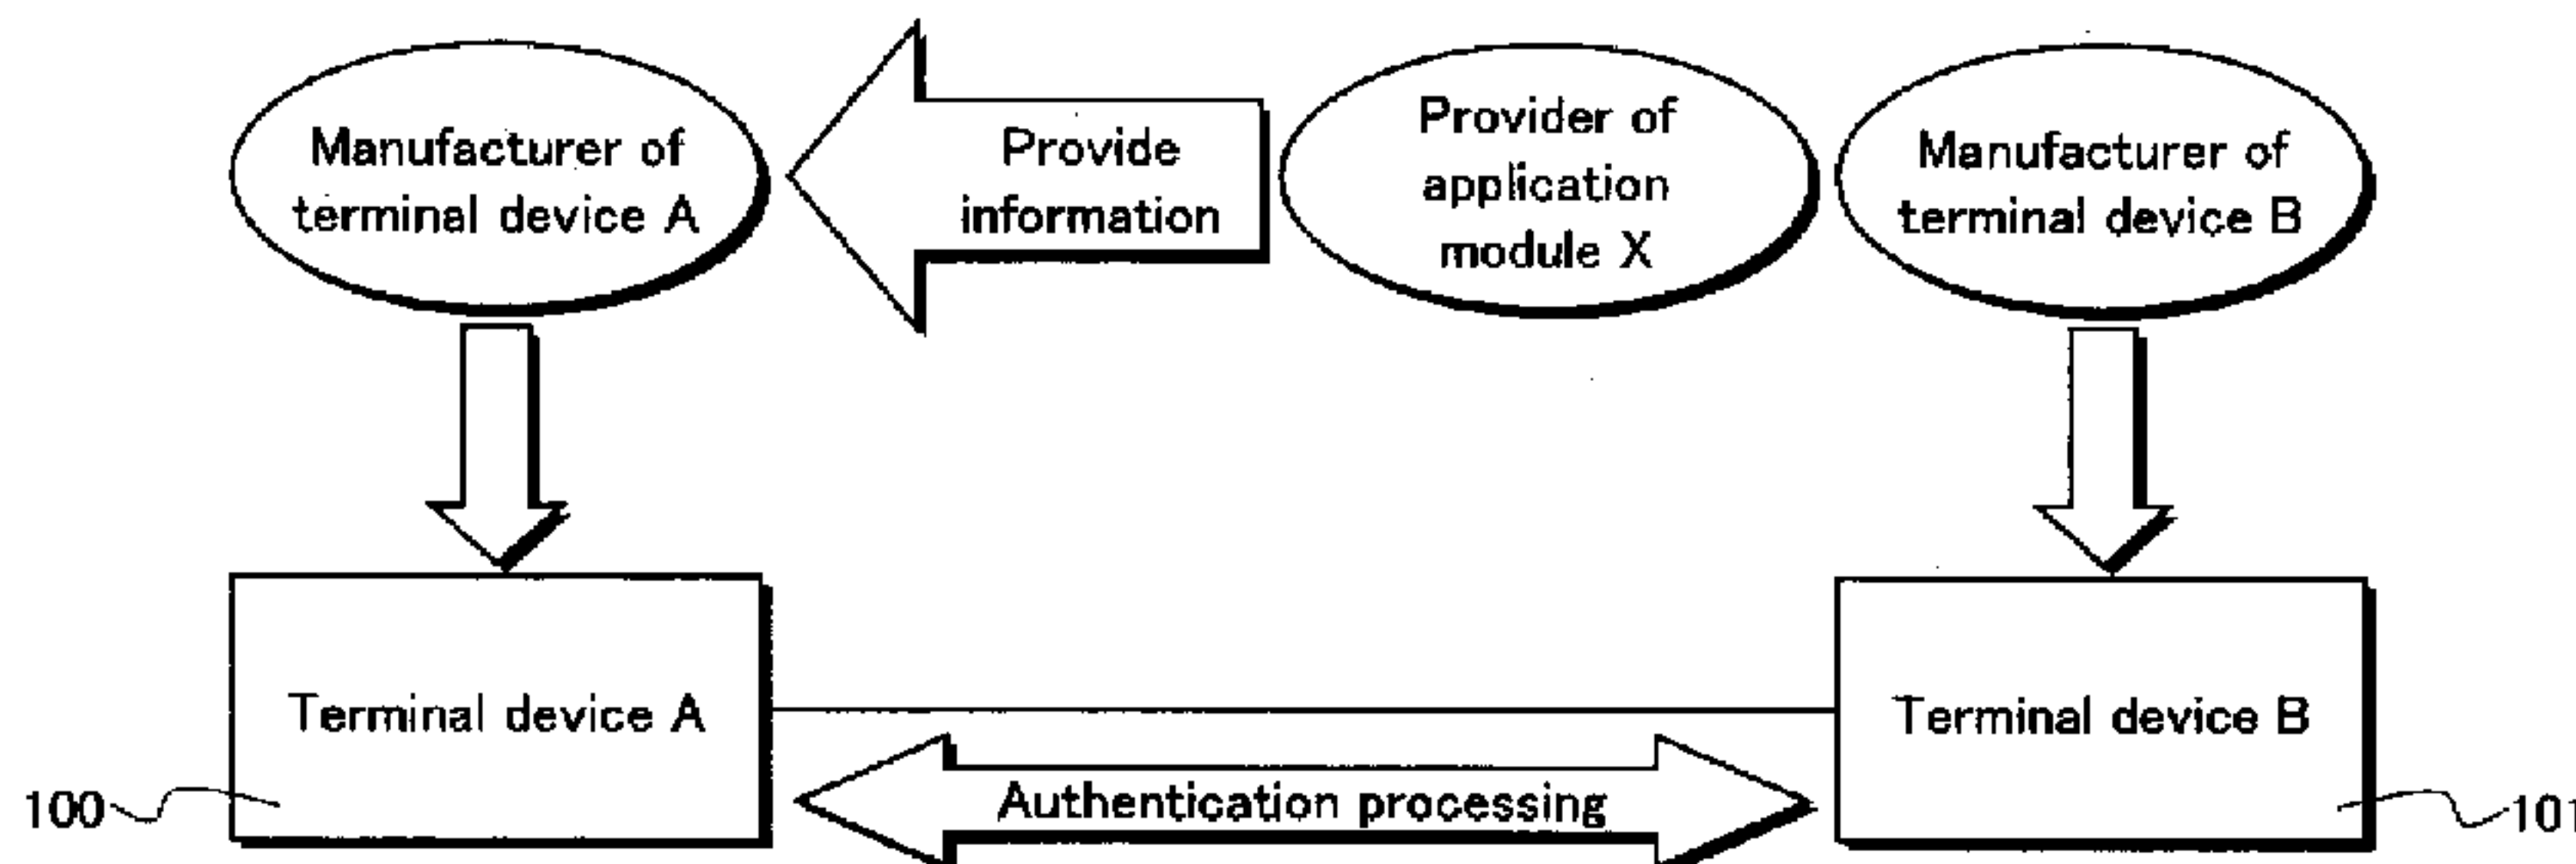 Manufacturer of
terminal device A
Provide
information
Provider of
application
module X
Manufacturer of
terminal device B
Terminal device A
Terminal device B
Authentication processing
100
101